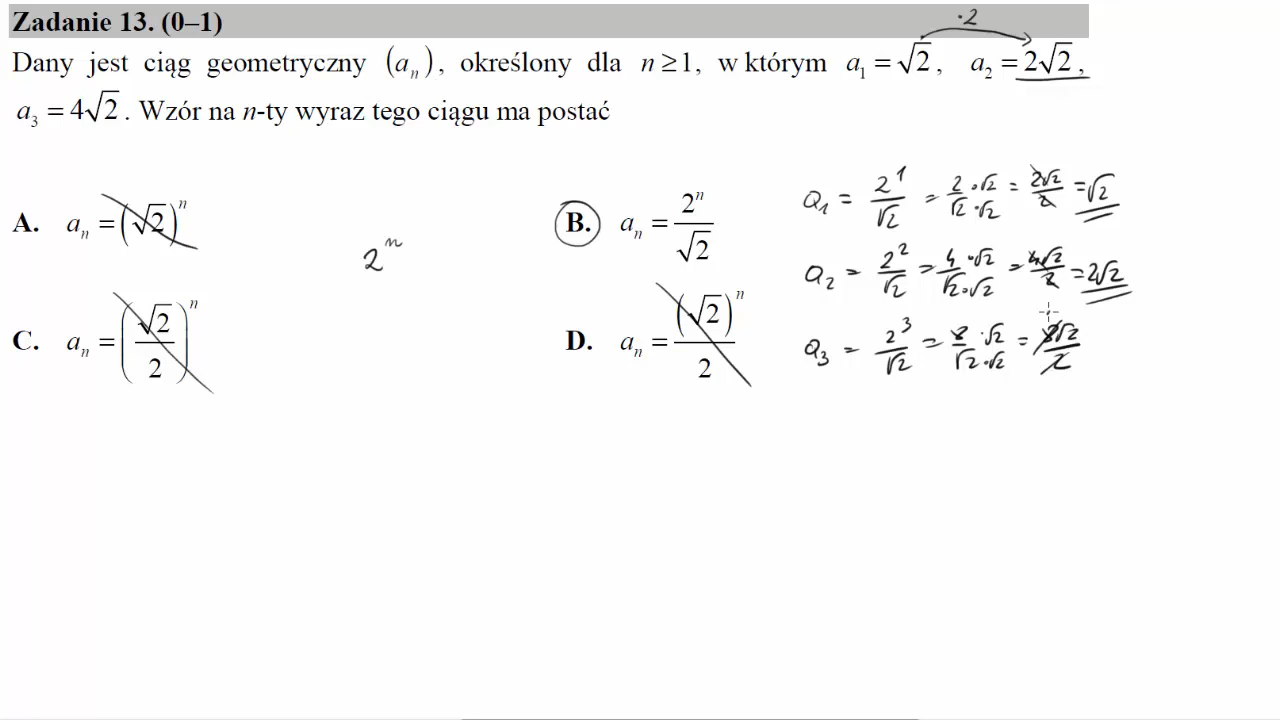 Zadanie 13. (0–1)
·2
Dany jest ciąg geometryczny (aₙ), określony dla n ≥ 1, w którym a₁ = √2, a₂ = 2√2,
a₃ = 4√2. Wzór na n-ty wyraz tego ciągu ma postać
A. aₙ = (√2)ⁿ
B. aₙ = 2ⁿ/√2
2ⁿ
C. aₙ = (√2/2)ⁿ
D. aₙ = (√2)ⁿ/2
a₁ = 2¹/√2 = 2·√2/√2·√2 = 2√2/2 = √2
a₂ = 2²/√2 = 4·√2/√2·√2 = 4√2/2 = 2√2
a₃ = 2³/√2 = 8·√2/√2·√2 = 8√2/2